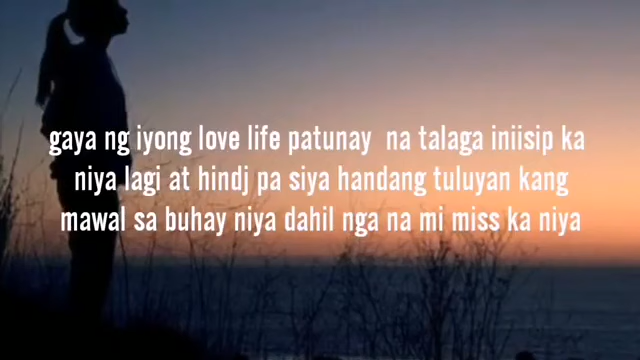 gaya ng iyong love life patunay na talaga iniisip ka
niya lagi at hindj pa siya handang tuluyan kang
mawal sa buhay niya dahil nga na mi miss ka niya